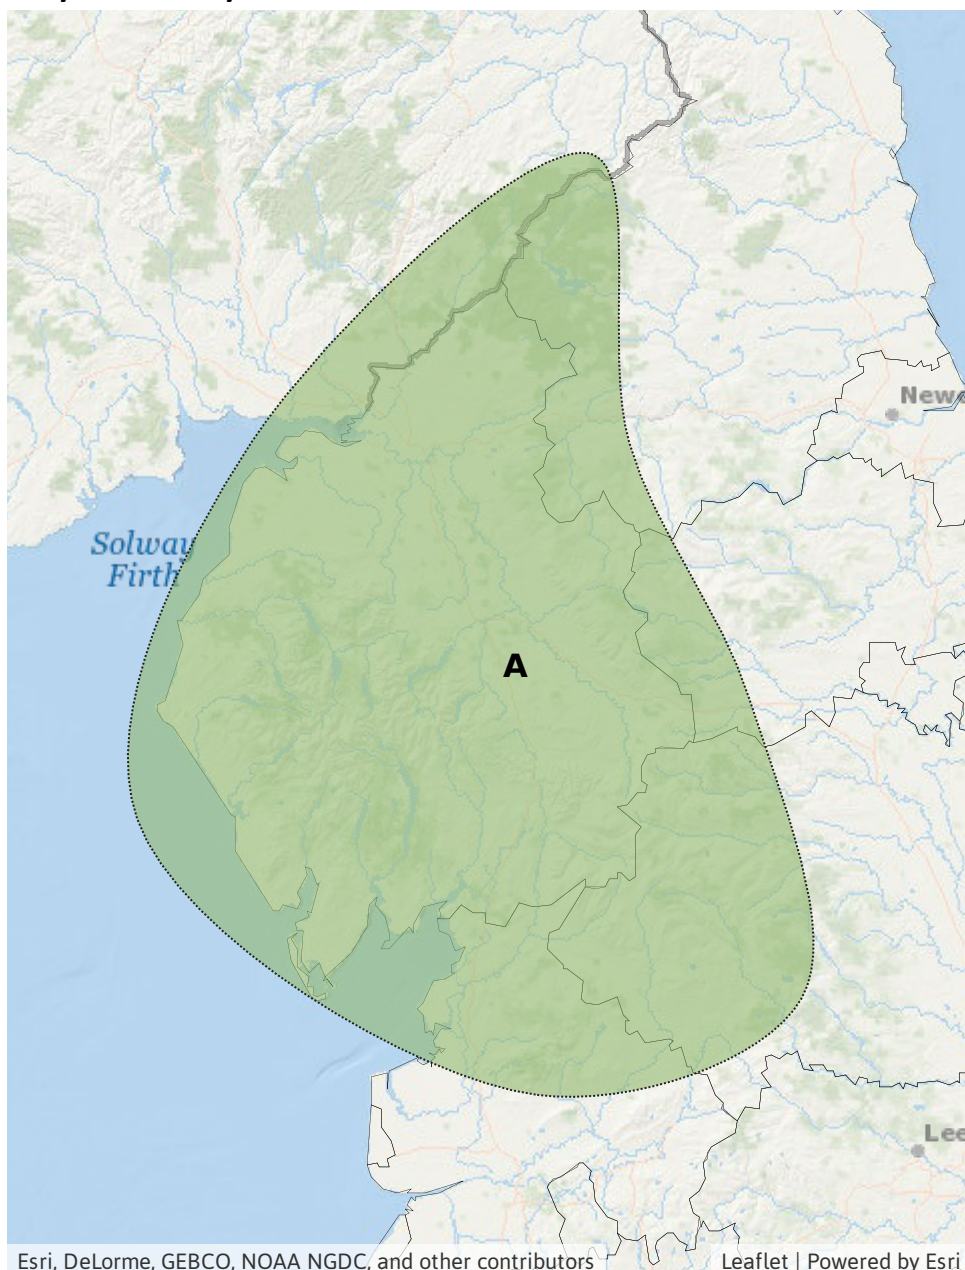 Newc
Solway
Firth
A
Lee
Esri, DeLorme, GEBCO, NOAA NGDC, and other contributors
Leaflet | Powered by Esri